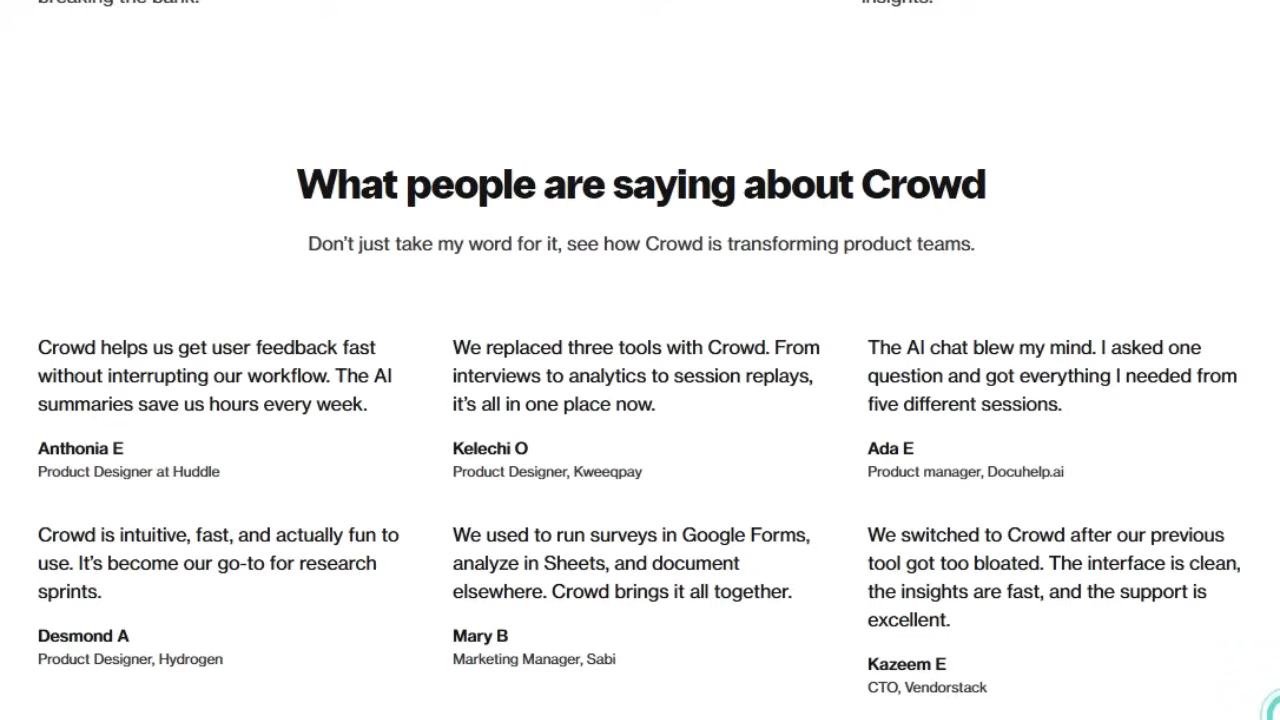 breaking the bank.
insights.
What people are saying about Crowd
Don't just take my word for it, see how Crowd is transforming product teams.
Crowd helps us get user feedback fast
without interrupting our workflow. The AI
summaries save us hours every week.
Anthonia E
Product Designer at Huddle
We replaced three tools with Crowd. From
interviews to analytics to session replays,
it's all in one place now.
Kelechi O
Product Designer, Kweeqpay
The AI chat blew my mind. I asked one
question and got everything I needed from
five different sessions.
Ada E
Product manager, Docuhelp.ai
Crowd is intuitive, fast, and actually fun to
use. It's become our go-to for research
sprints.
Desmond A
Product Designer, Hydrogen
We used to run surveys in Google Forms,
analyze in Sheets, and document
elsewhere. Crowd brings it all together.
Mary B
Marketing Manager, Sabi
We switched to Crowd after our previous
tool got too bloated. The interface is clean,
the insights are fast, and the support is
excellent.
Kazeem E
CTO, Vendorstack